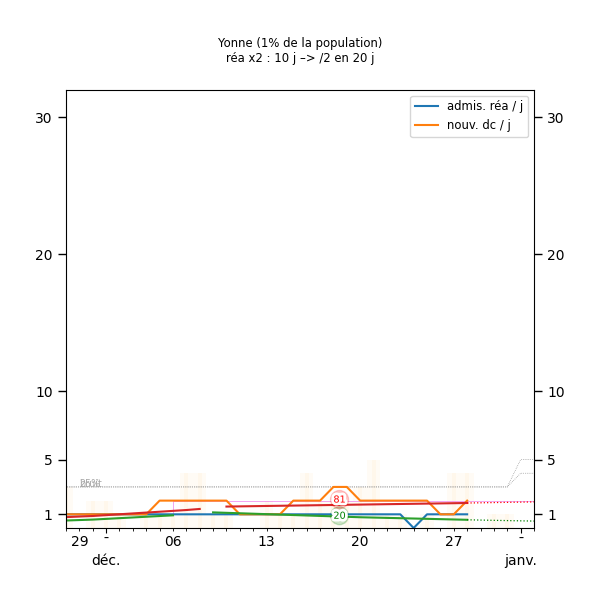 Yonne (1% de la population)
réa x2 : 10 j –> /2 en 20 j
admis. réa / j
nouv. dc / j
30 30
20 20
10 10
5 5
81
1 20 1
29 - 06 13 20 27 -
déc. janv.